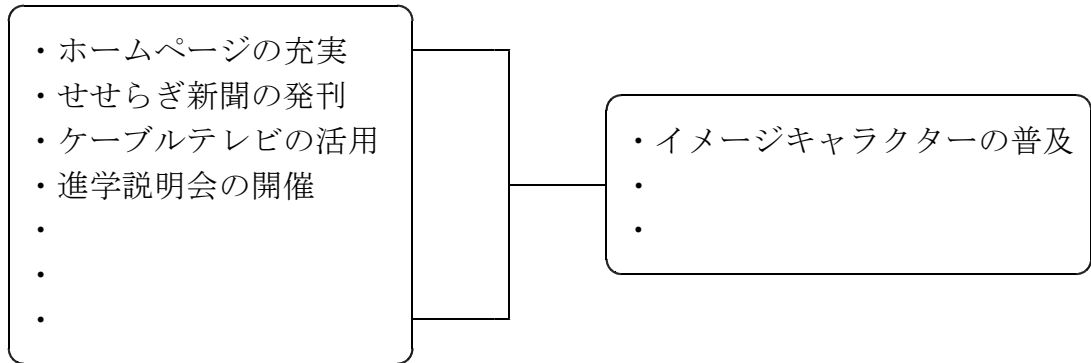 ・ホームページの充実
・せせらぎ新聞の発刊
・ケーブルテレビの活用
・進学説明会の開催
・
・
・
・イメージキャラクターの普及
・
・